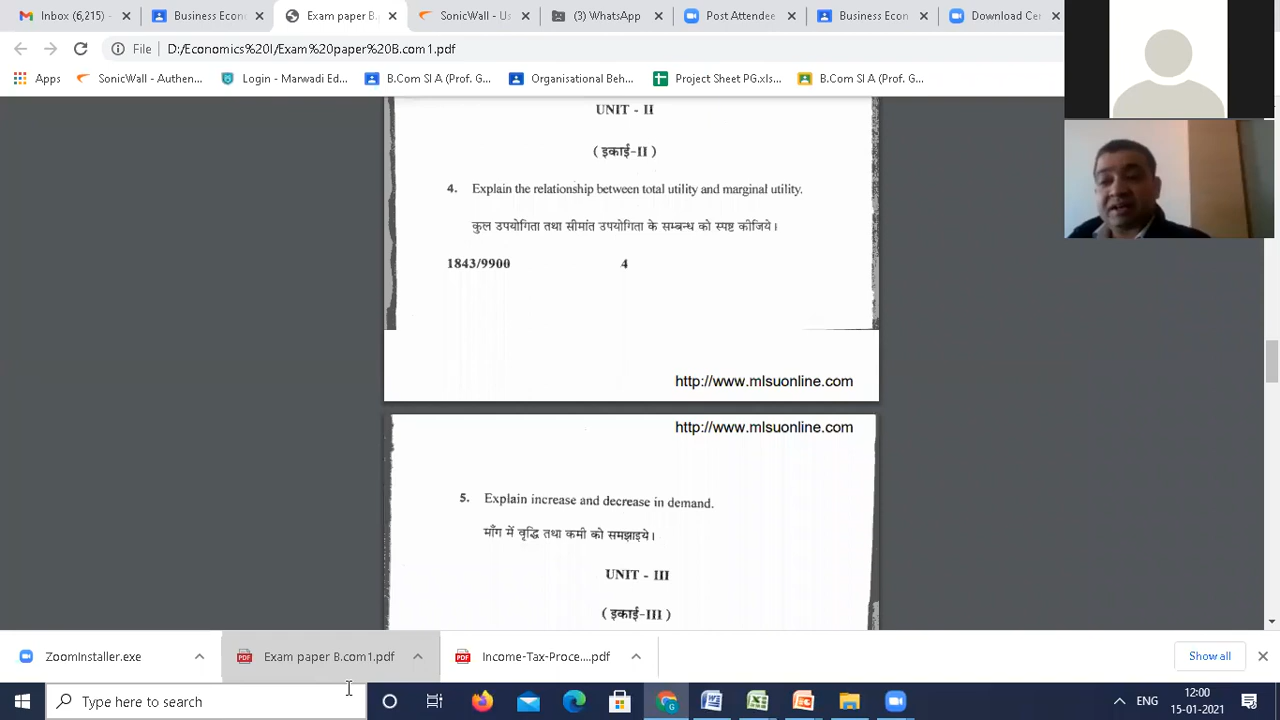 Inbox (6,215)
Business Econ
Exam paper B.
SonicWall - Us
(3) WhatsApp
Post Attendee
Business Econ
Download Cen
File
D:/Economics%20I/Exam%20paper%20B.com1.pdf
Apps
SonicWall - Authen...
Login - Marwadi Ed...
B.Com SI A (Prof. G...
Organisational Beh...
Project Sheet PG.xls...
B.Com SI A (Prof. G...
UNIT - II
( इकाई-II )
4. Explain the relationship between total utility and marginal utility.
कुल उपयोगिता तथा सीमांत उपयोगिता के सम्बन्ध को स्पष्ट कीजिये।
1843/9900 4
http://www.mlsuonline.com
http://www.mlsuonline.com
5. Explain increase and decrease in demand.
माँग में वृद्धि तथा कमी को समझाइये।
UNIT - III
( इकाई-III )
ZoomInstaller.exe
Exam paper B.com1.pdf
Income-Tax-Proce....pdf
Show all
Type here to search
ENG
12:00
15-01-2021